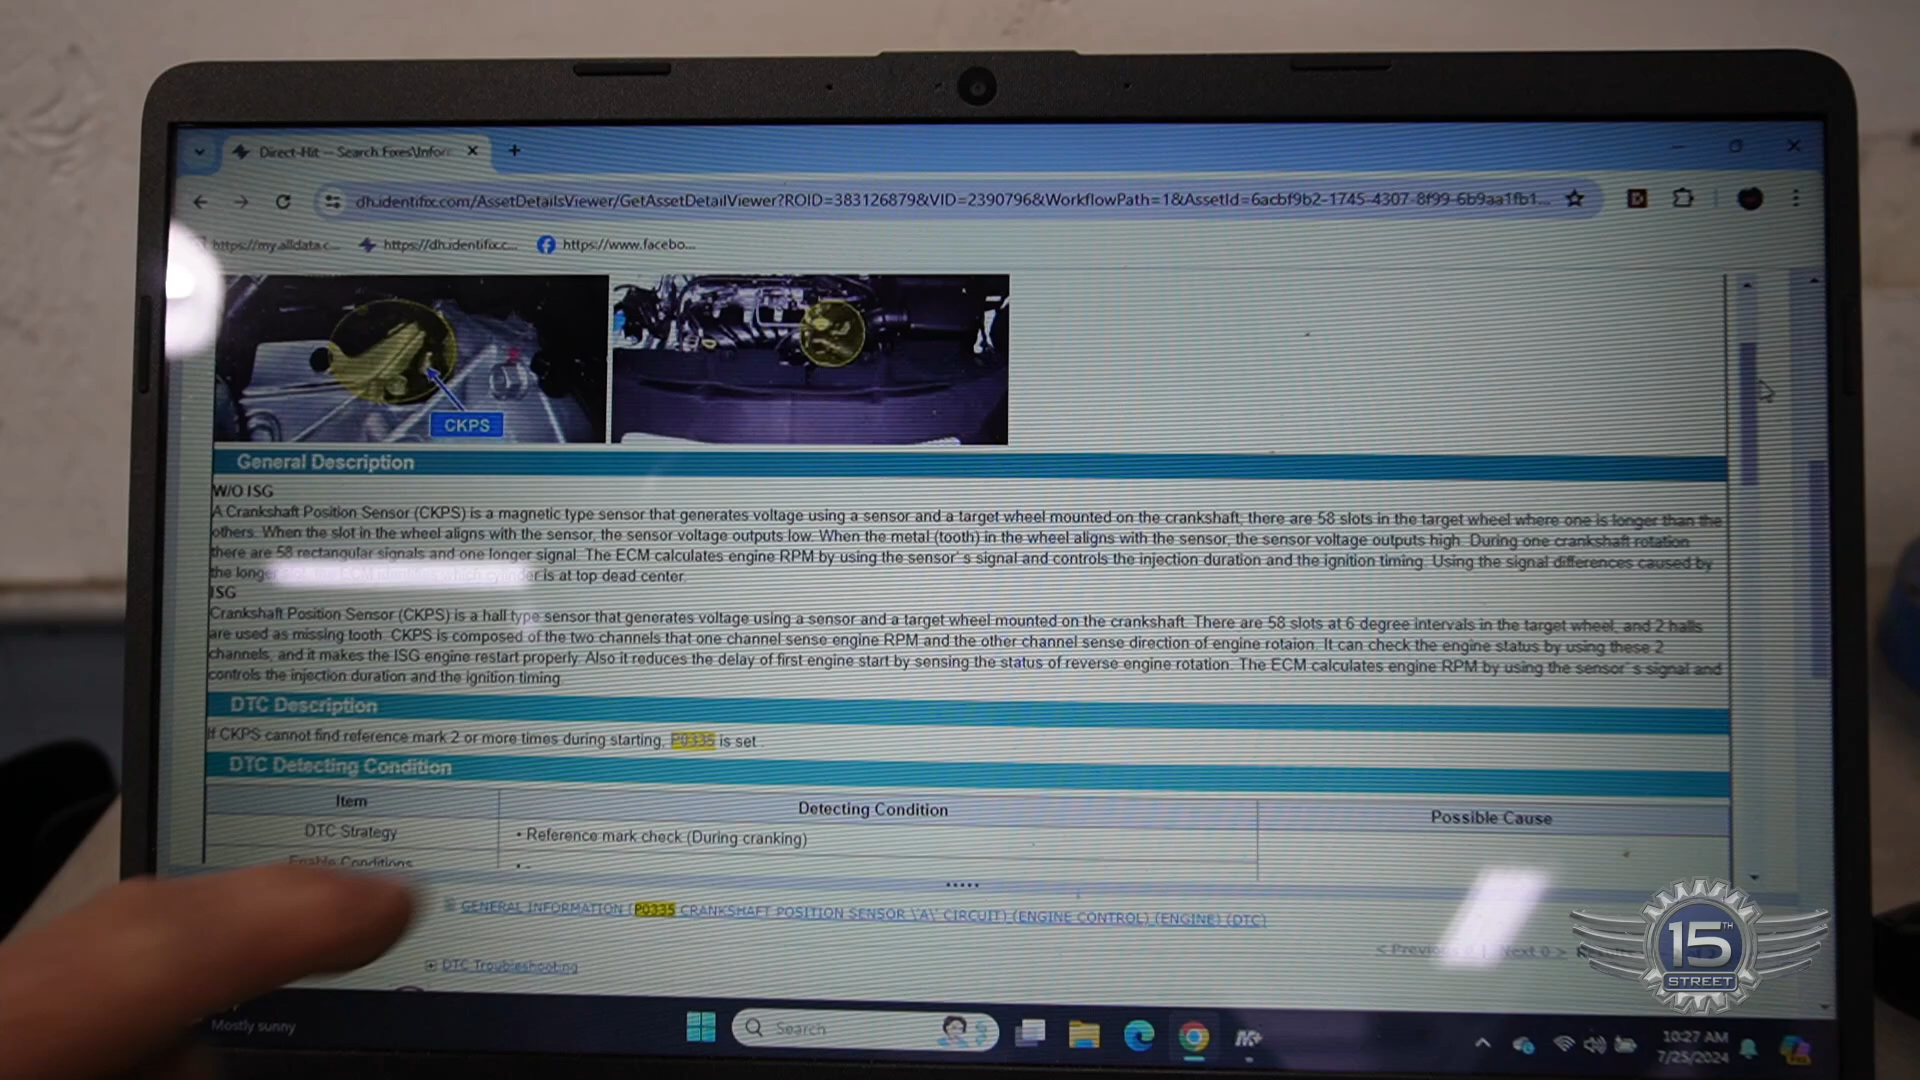 Direct-Hit -- Search Fixes\Infor
dh.identifix.com/AssetDetailsViewer/GetAssetDetailViewer?ROID=383126879&VID=2390796&WorkflowPath=1&AssetId=6acbf9b2-1745-4307-8f99-6b9aa1fb1...
https://my.alldata.c... https://dh.identifix.c... https://www.facebo...
CKPS
General Description
W/O ISG
A Crankshaft Position Sensor (CKPS) is a magnetic type sensor that generates voltage using a sensor and a target wheel mounted on the crankshaft, there are 58 slots in the target wheel where one is longer than the
others. When the slot in the wheel aligns with the sensor, the sensor voltage outputs low. When the metal (tooth) in the wheel aligns with the sensor, the sensor voltage outputs high. During one crankshaft rotation
there are 58 rectangular signals and one longer signal. The ECM calculates engine RPM by using the sensor's signal and controls the injection duration and the ignition timing. Using the signal differences caused by
the longer is at top dead center.
ISG
Crankshaft Position Sensor (CKPS) is a hall type sensor that generates voltage using a sensor and a target wheel mounted on the crankshaft. There are 58 slots at 6 degree intervals in the target wheel, and 2 halls
are used as missing tooth. CKPS is composed of the two channels that one channel sense engine RPM and the other channel sense direction of engine rotaion. It can check the engine status by using these 2
channels, and it makes the ISG engine restart properly. Also it reduces the delay of first engine start by sensing the status of reverse engine rotation. The ECM calculates engine RPM by using the sensor's signal and
controls the injection duration and the ignition timing.
DTC Description
If CKPS cannot find reference mark 2 or more times during starting, P0335 is set .
DTC Detecting Condition
Item Detecting Condition Possible Cause
DTC Strategy • Reference mark check (During cranking)
Enable Conditions • -
GENERAL INFORMATION (P0335 CRANKSHAFT POSITION SENSOR \'A\' CIRCUIT) (ENGINE CONTROL) (ENGINE) (DTC)
< Previous | Next 0 >
DTC Troubleshooting
15TH
STREET
Mostly sunny
Search
10:27 AM
7/25/2024